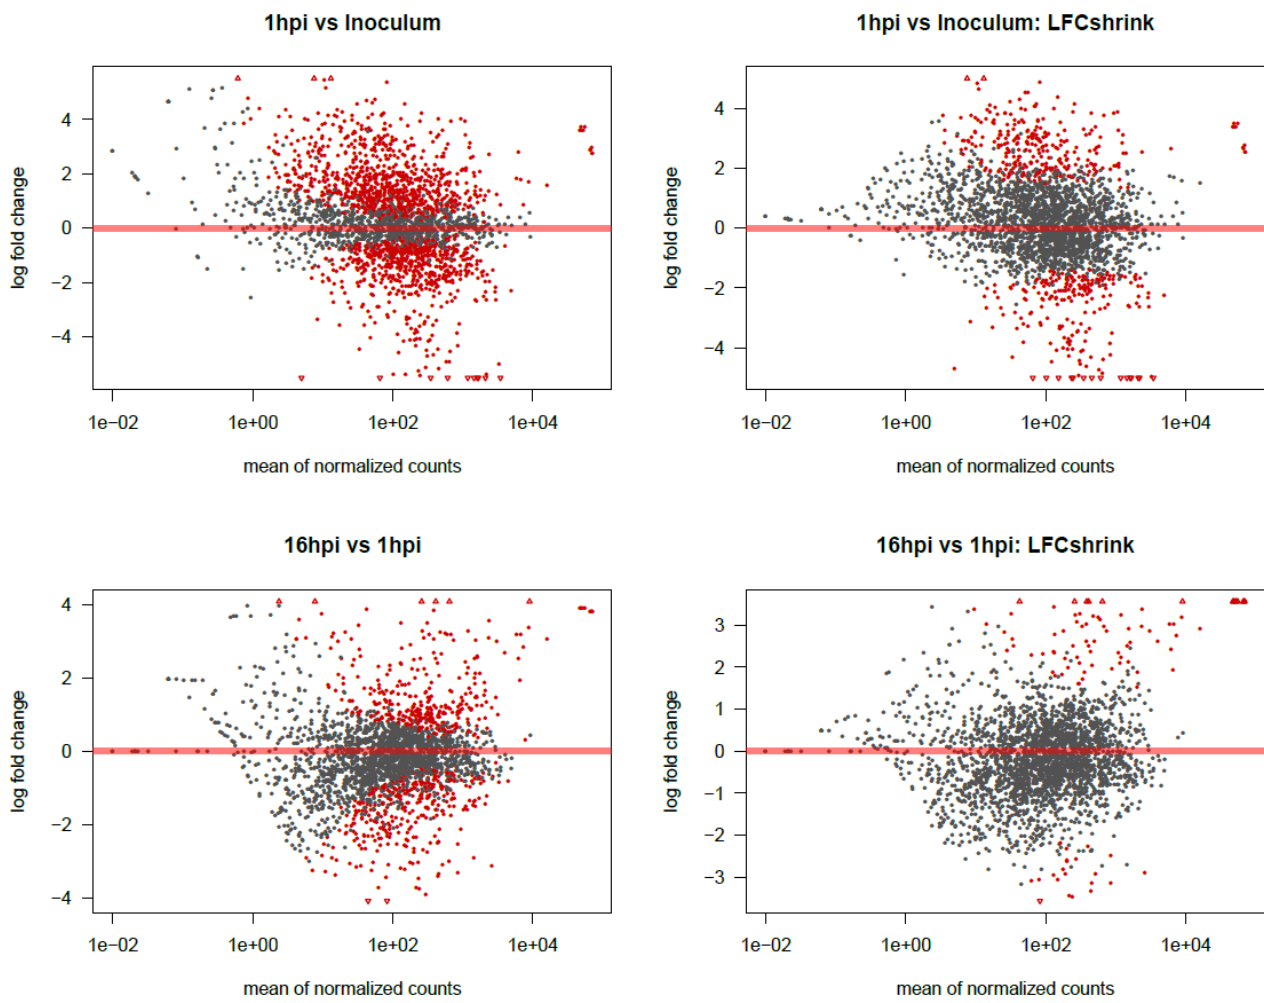 1hpi vs Inoculum
log fold change
4
2
0
−2
−4
1e−02 1e+00 1e+02 1e+04
mean of normalized counts
1hpi vs Inoculum: LFCshrink
log fold change
4
2
0
−2
−4
1e−02 1e+00 1e+02 1e+04
mean of normalized counts
16hpi vs 1hpi
log fold change
4
2
0
−2
−4
1e−02 1e+00 1e+02 1e+04
mean of normalized counts
16hpi vs 1hpi: LFCshrink
log fold change
3
2
1
0
−1
−2
−3
1e−02 1e+00 1e+02 1e+04
mean of normalized counts